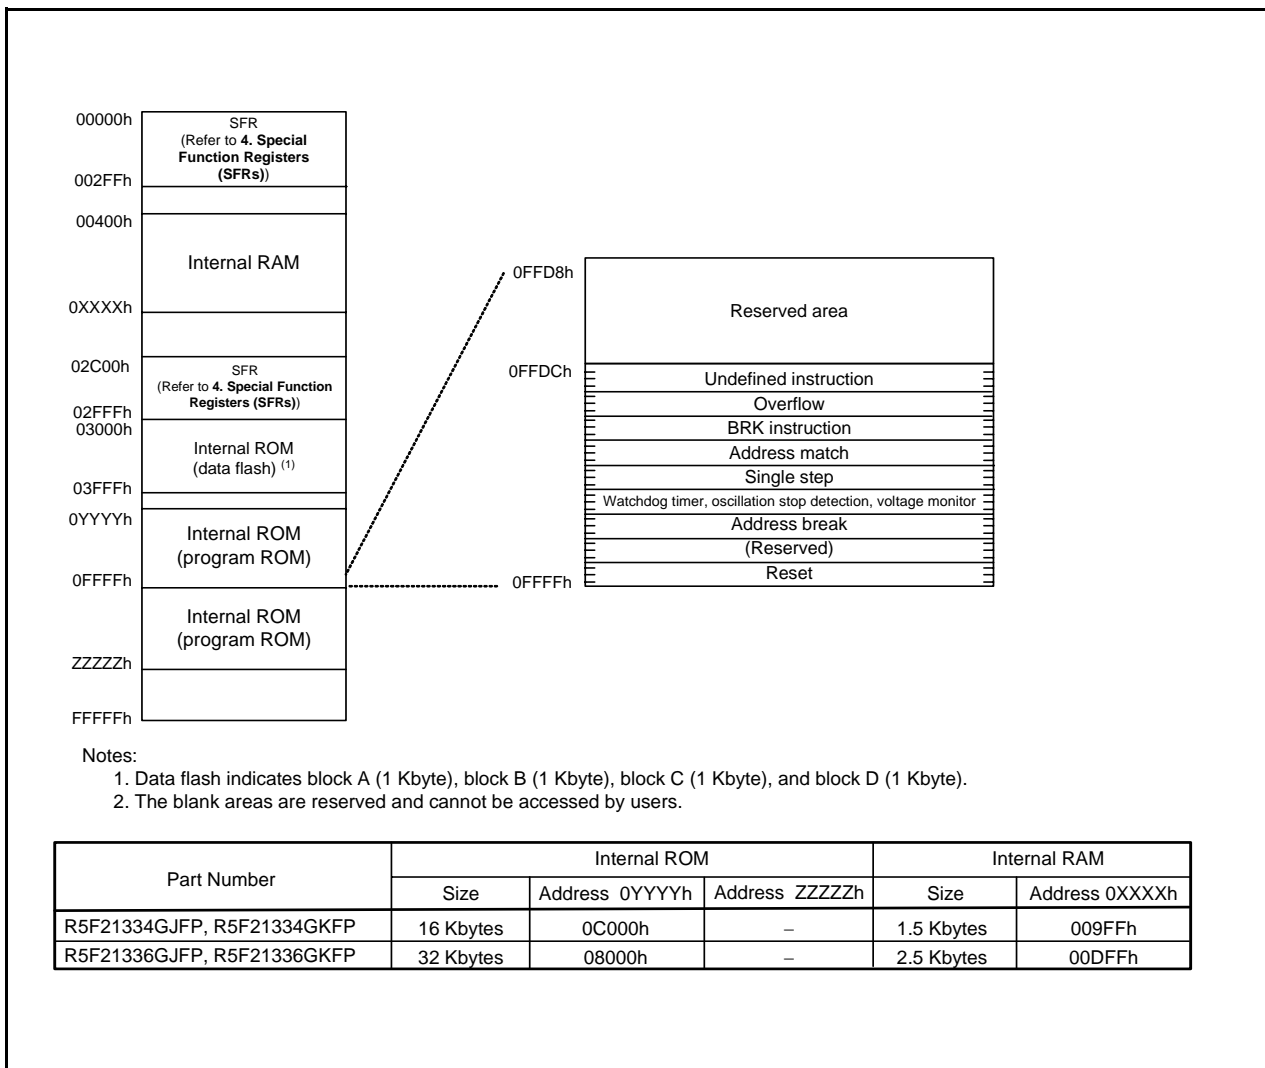 00000h
SFR
(Refer to 4. Special
Function Registers
(SFRs))
002FFh
00400h
Internal RAM
0XXXXh
02C00h
SFR
(Refer to 4. Special Function
Registers (SFRs))
02FFFh
03000h
Internal ROM
(data flash) (1)
03FFFh
0YYYYh
Internal ROM
(program ROM)
0FFFFh
Internal ROM
(program ROM)
ZZZZZh
FFFFFh
0FFD8h
Reserved area
0FFDCh
Undefined instruction
Overflow
BRK instruction
Address match
Single step
Watchdog timer, oscillation stop detection, voltage monitor
Address break
(Reserved)
Reset
0FFFFh
Notes:
1. Data flash indicates block A (1 Kbyte), block B (1 Kbyte), block C (1 Kbyte), and block D (1 Kbyte).
2. The blank areas are reserved and cannot be accessed by users.
Part Number Internal ROM Internal RAM
Size Address 0YYYYh Address ZZZZZh Size Address 0XXXXh
R5F21334GJFP, R5F21334GKFP 16 Kbytes 0C000h – 1.5 Kbytes 009FFh
R5F21336GJFP, R5F21336GKFP 32 Kbytes 08000h – 2.5 Kbytes 00DFFh